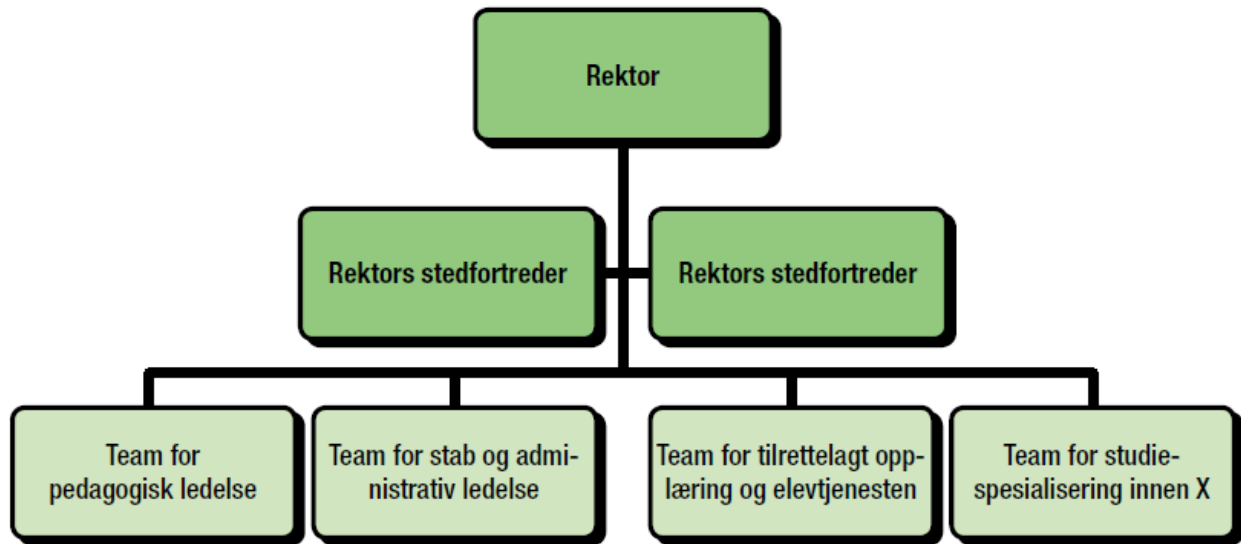 Rektor
Rektors stedfortreder
Rektors stedfortreder
Team for
pedagogisk ledelse
Team for stab og admi-
nistrativ ledelse
Team for tilrettelagt opp-
læring og elevtjenesten
Team for studie-
spesialisering innen X